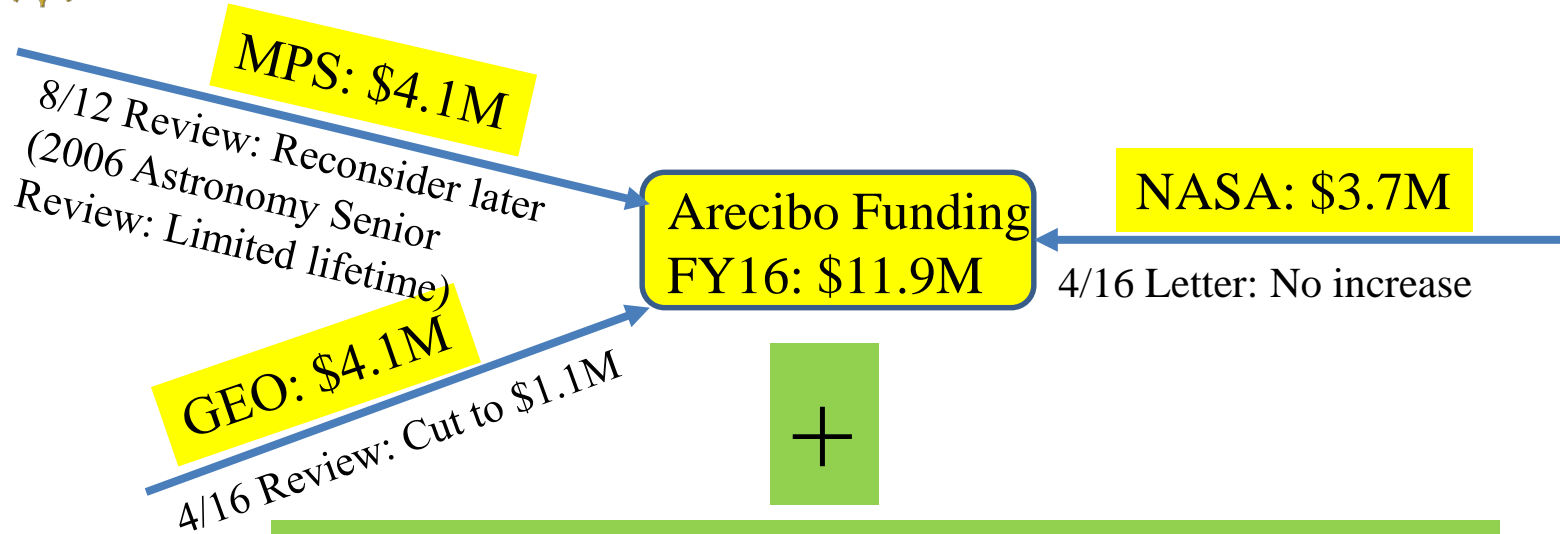 MPS: $4.1M
8/12 Review: Reconsider later
(2006 Astronomy Senior
Review: Limited lifetime)
Arecibo Funding
FY16: $11.9M
NASA: $3.7M
4/16 Letter: No increase
GEO: $4.1M
4/16 Review: Cut to $1.1M
+